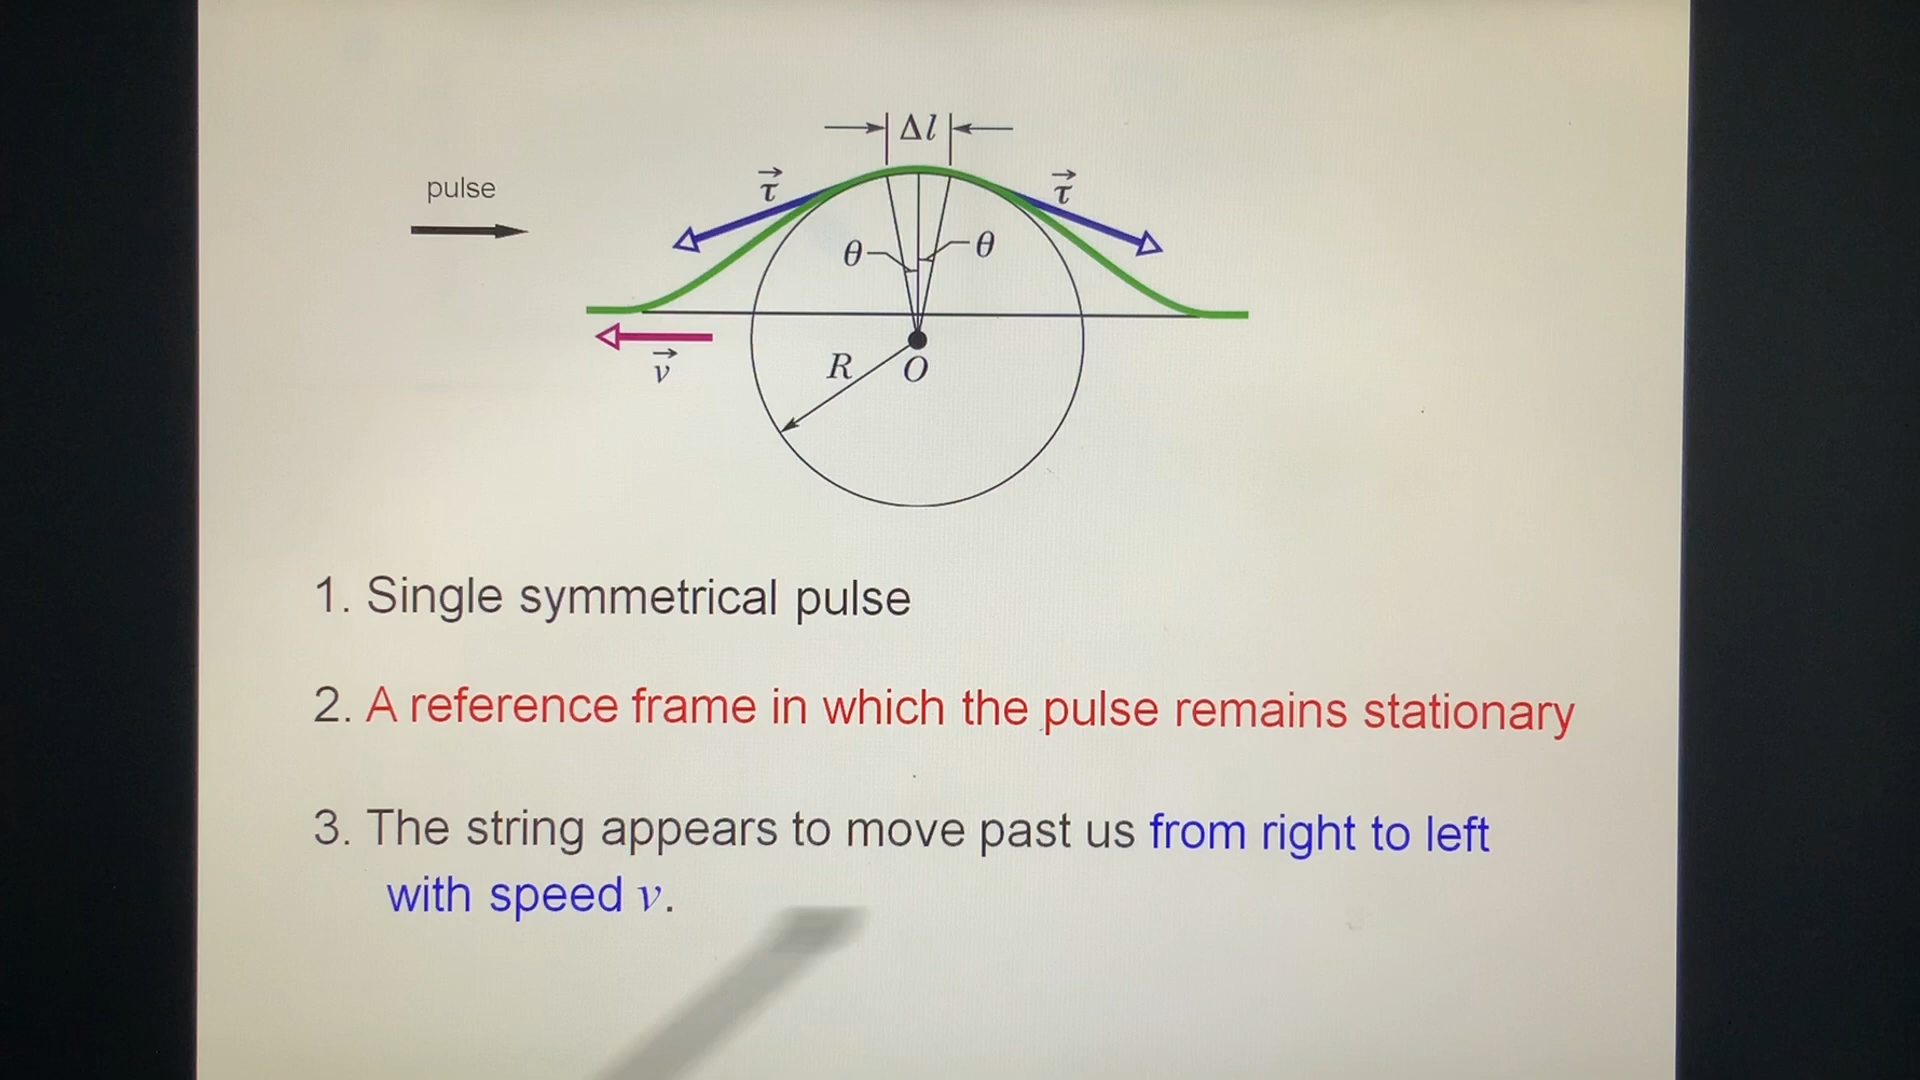 Δl
pulse
τ
τ
θ
θ
v
R
O
1. Single symmetrical pulse
2. A reference frame in which the pulse remains stationary
3. The string appears to move past us from right to left
with speed v.